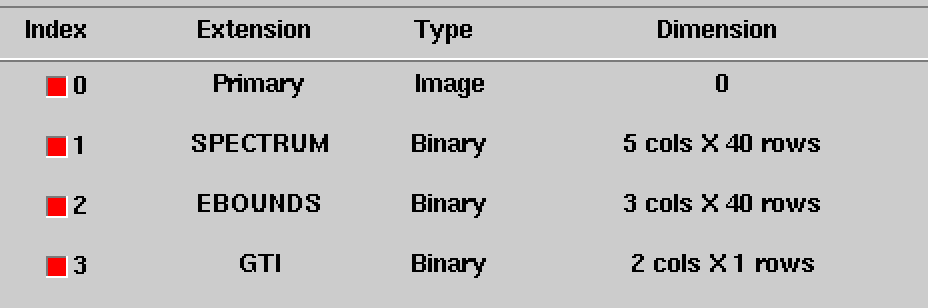 Index Extension Type Dimension
0 Primary Image 0
1 SPECTRUM Binary 5 cols X 40 rows
2 EBOUNDS Binary 3 cols X 40 rows
3 GTI Binary 2 cols X 1 rows